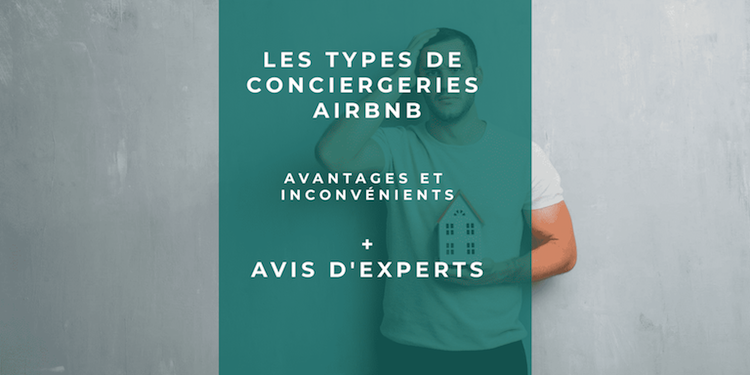 LES TYPES DE
CONCIERGERIES
AIRBNB
AVANTAGES ET
INCONVÉNIENTS
+
AVIS D'EXPERTS